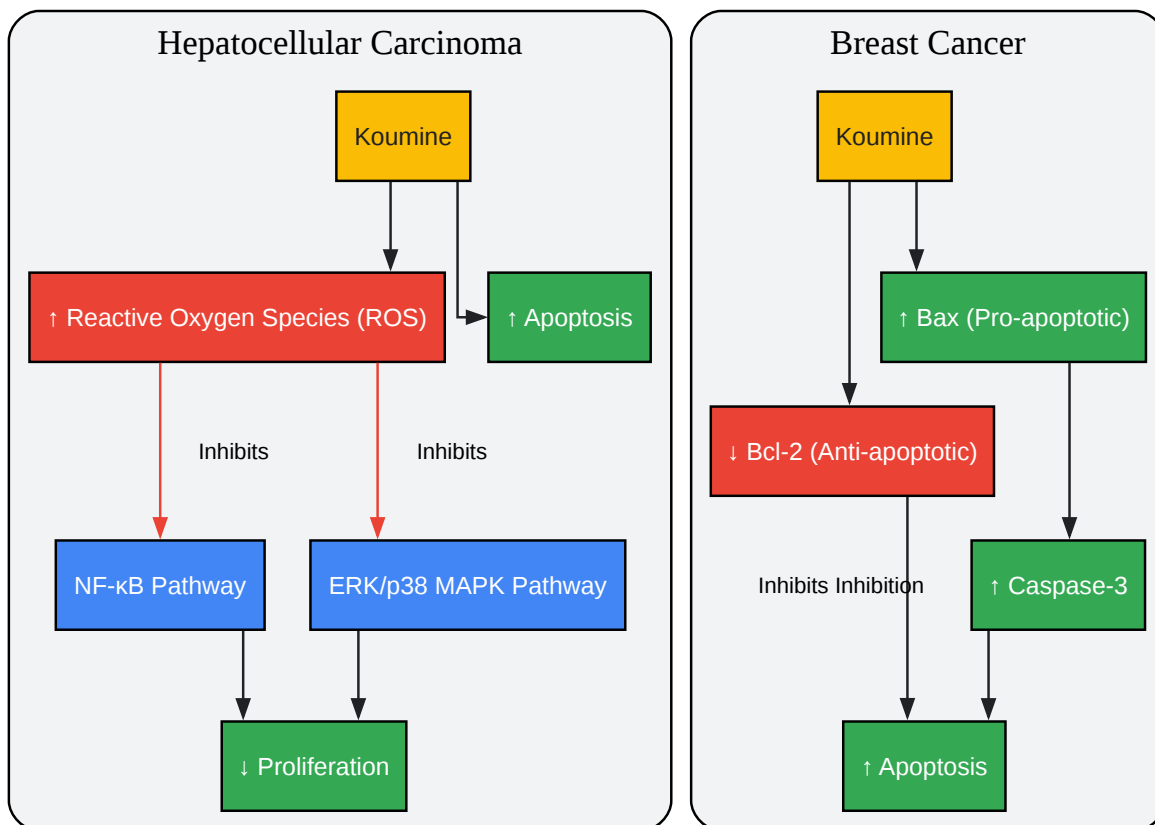 Hepatocellular Carcinoma
Koumine
↑ Reactive Oxygen Species (ROS)
↑ Apoptosis
Inhibits
Inhibits
NF-κB Pathway
ERK/p38 MAPK Pathway
↓ Proliferation
Breast Cancer
Koumine
↑ Bax (Pro-apoptotic)
↓ Bcl-2 (Anti-apoptotic)
Inhibits Inhibition
↑ Caspase-3
↑ Apoptosis